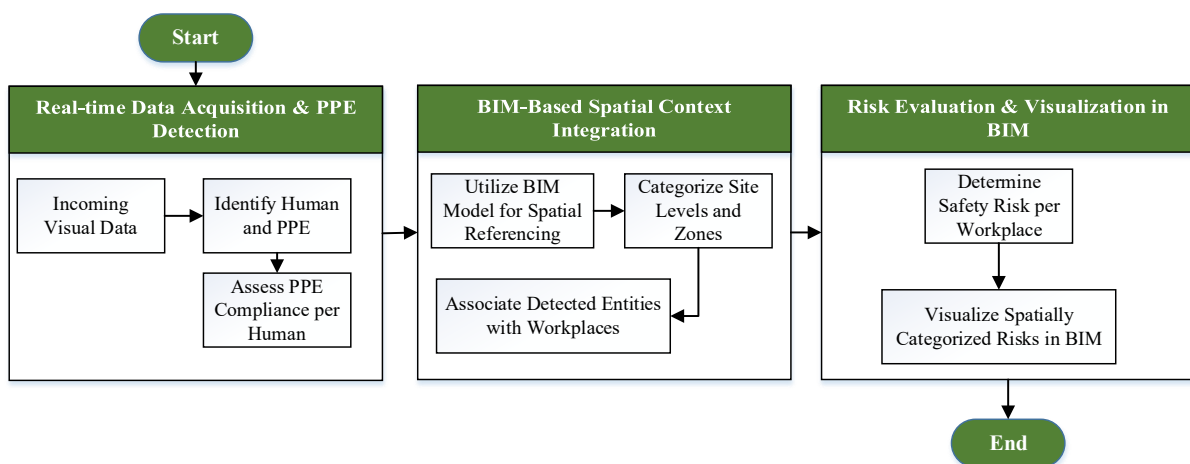 Start
Real-time Data Acquisition & PPE
Detection
Incoming
Visual Data
Identify Human
and PPE
Assess PPE
Compliance per
Human
BIM-Based Spatial Context
Integration
Utilize BIM
Model for Spatial
Referencing
Categorize Site
Levels and
Zones
Associate Detected Entities
with Workplaces
Risk Evaluation & Visualization in
BIM
Determine
Safety Risk per
Workplace
Visualize Spatially
Categorized Risks in BIM
End